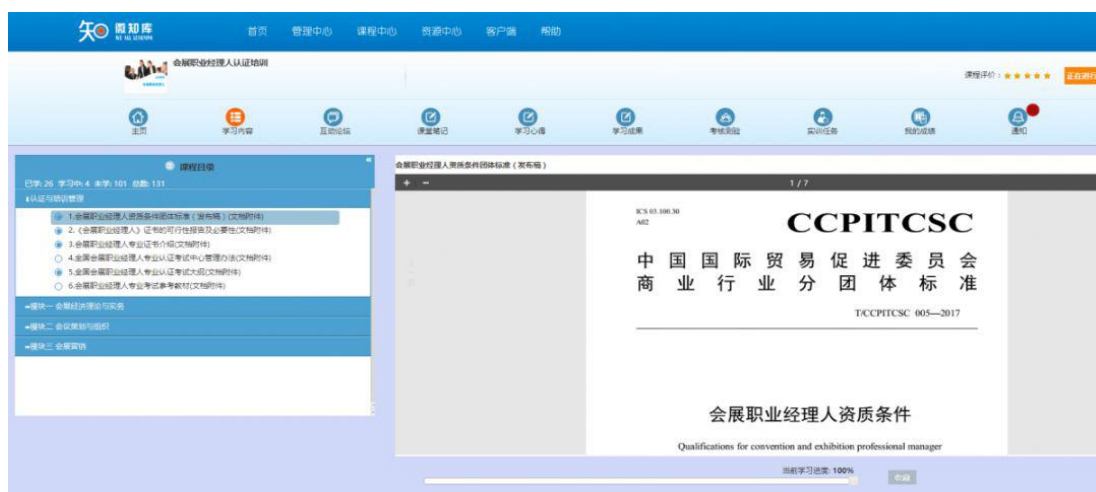 微知库
首页 管理中心 课程中心 资源中心 客户端 帮助
会展职业经理人认证培训
课程评价：★★★★★ 正在进行
主页 学习内容 互助论坛 课堂笔记 学习心得 学习成果 考核测验 实训任务 我的成绩 通知
课程目录
已学: 26 学习中: 4 未学: 101 总数: 131
认证与培训管理
1.会展职业经理人资质条件团体标准（发布稿）(文档附件)
2.《会展职业经理人》证书的可行性报告及必要性(文档附件)
3.会展职业经理人专业证书介绍(文档附件)
4.全国会展职业经理人专业认证考试中心管理办法(文档附件)
5.全国会展职业经理人专业认证考试大纲(文档附件)
6.会展职业经理人专业考试参考教材(文档附件)
模块一 会展经济理论与实务
模块二 会议策划与组织
模块三 会展营销
会展职业经理人资质条件团体标准（发布稿）
+ − 1 / 7
ICS 03.100.30
A02
CCPITCSC
中国国际贸易促进委员会
商业行业分团体标准
T/CCPITCSC 005—2017
会展职业经理人资质条件
Qualifications for convention and exhibition professional manager
当前学习进度: 100%
收藏